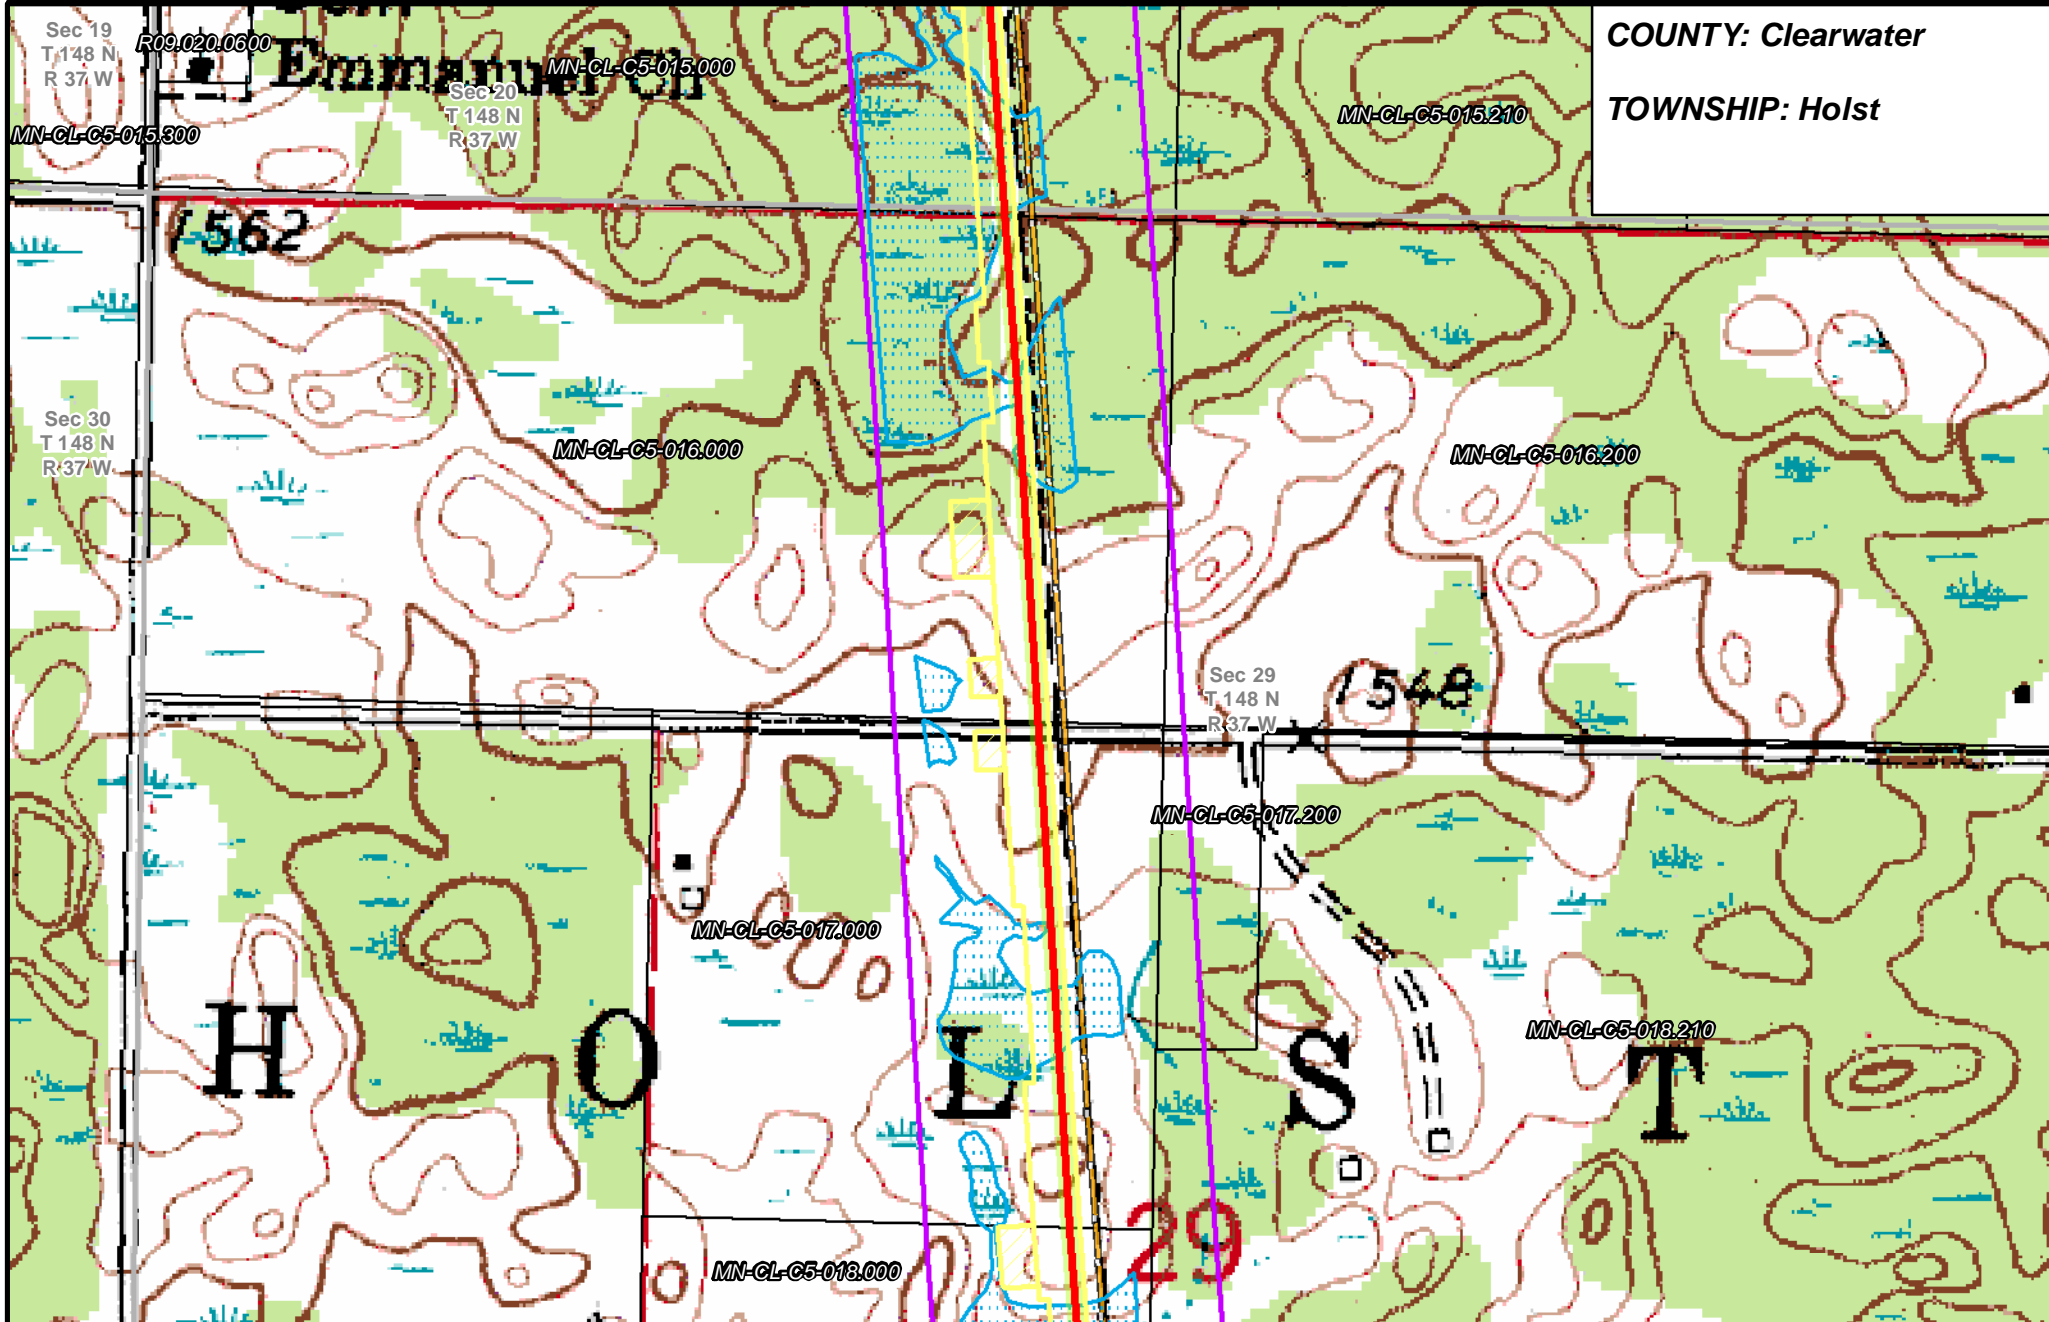 COUNTY: Clearwater
TOWNSHIP: Holst
Sec 19
T 148 N
R 37 W
R09.020.0600
Emmanuel Ch
MN-CL-C5-015.000
Sec 20
T 148 N
R 37 W
MN-CL-C5-015.210
MN-CL-C5-015.300
1562
Sec 30
T 148 N
R 37 W
MN-CL-C5-016.000
MN-CL-C5-016.200
Sec 29
T 148 N
R 37 W
1548
MN-CL-C5-017.200
MN-CL-C5-017.000
MN-CL-C5-018.210
H O L S T
29
MN-CL-C5-018.000